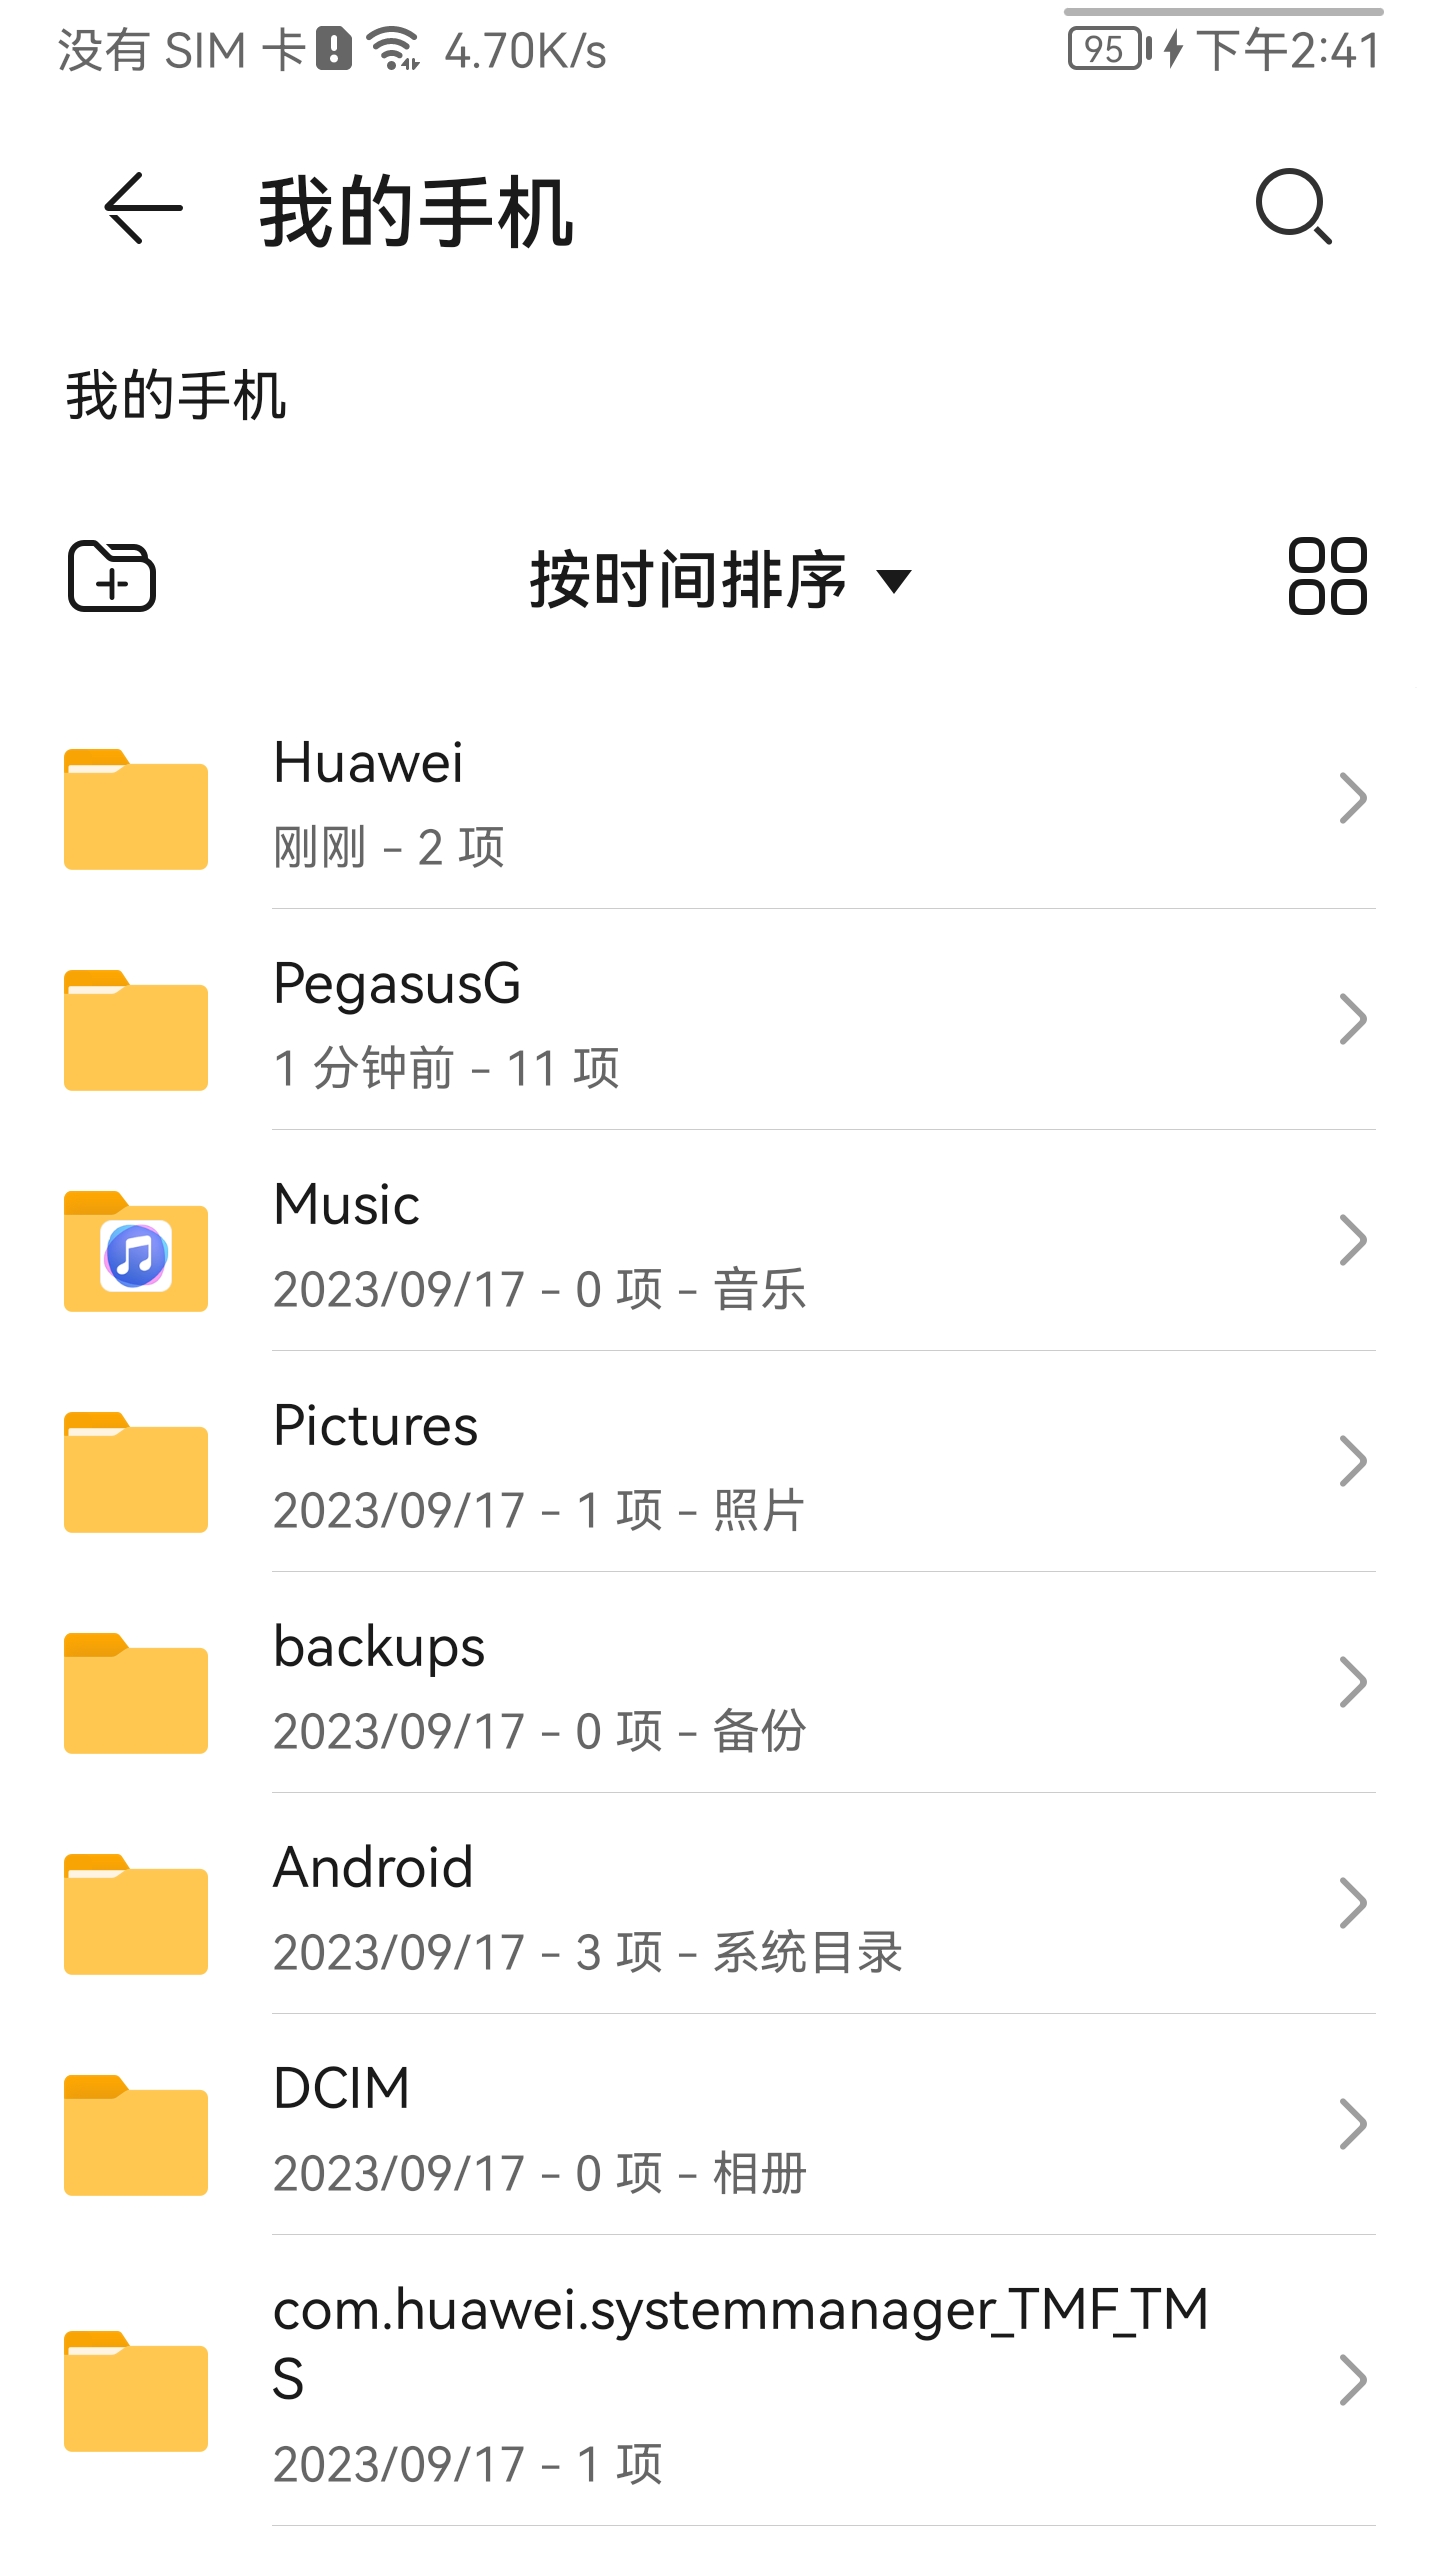 没有 SIM 卡 4.70K/s 95 下午2:41
我的手机
我的手机
按时间排序
Huawei
刚刚 - 2 项
PegasusG
1 分钟前 - 11 项
Music
2023/09/17 - 0 项 - 音乐
Pictures
2023/09/17 - 1 项 - 照片
backups
2023/09/17 - 0 项 - 备份
Android
2023/09/17 - 3 项 - 系统目录
DCIM
2023/09/17 - 0 项 - 相册
com.huawei.systemmanager_TMF_TM
S
2023/09/17 - 1 项